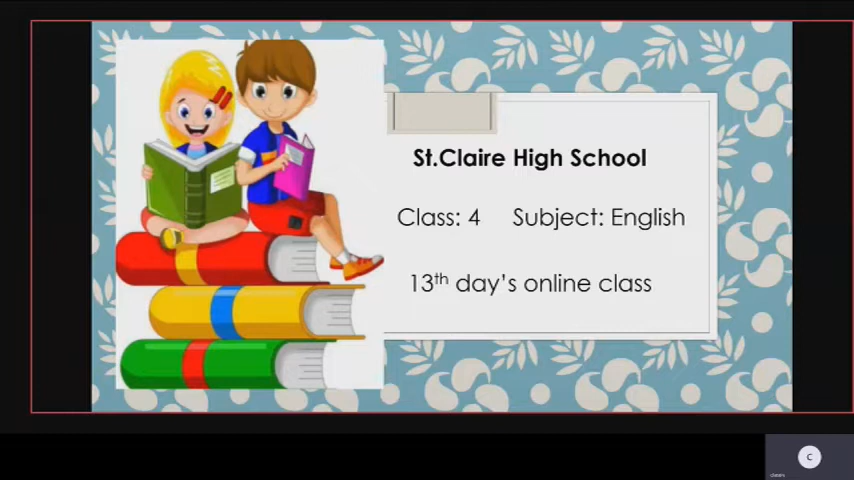 St.Claire High School
Class: 4 Subject: English
13th day's online class
C